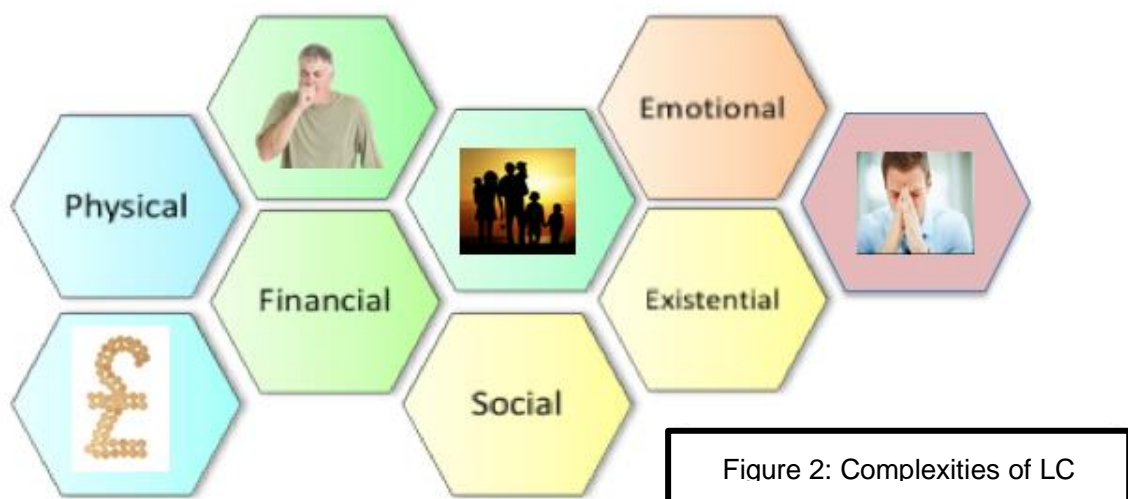 Emotional
Physical
Financial
Existential
Social
Figure 2: Complexities of LC